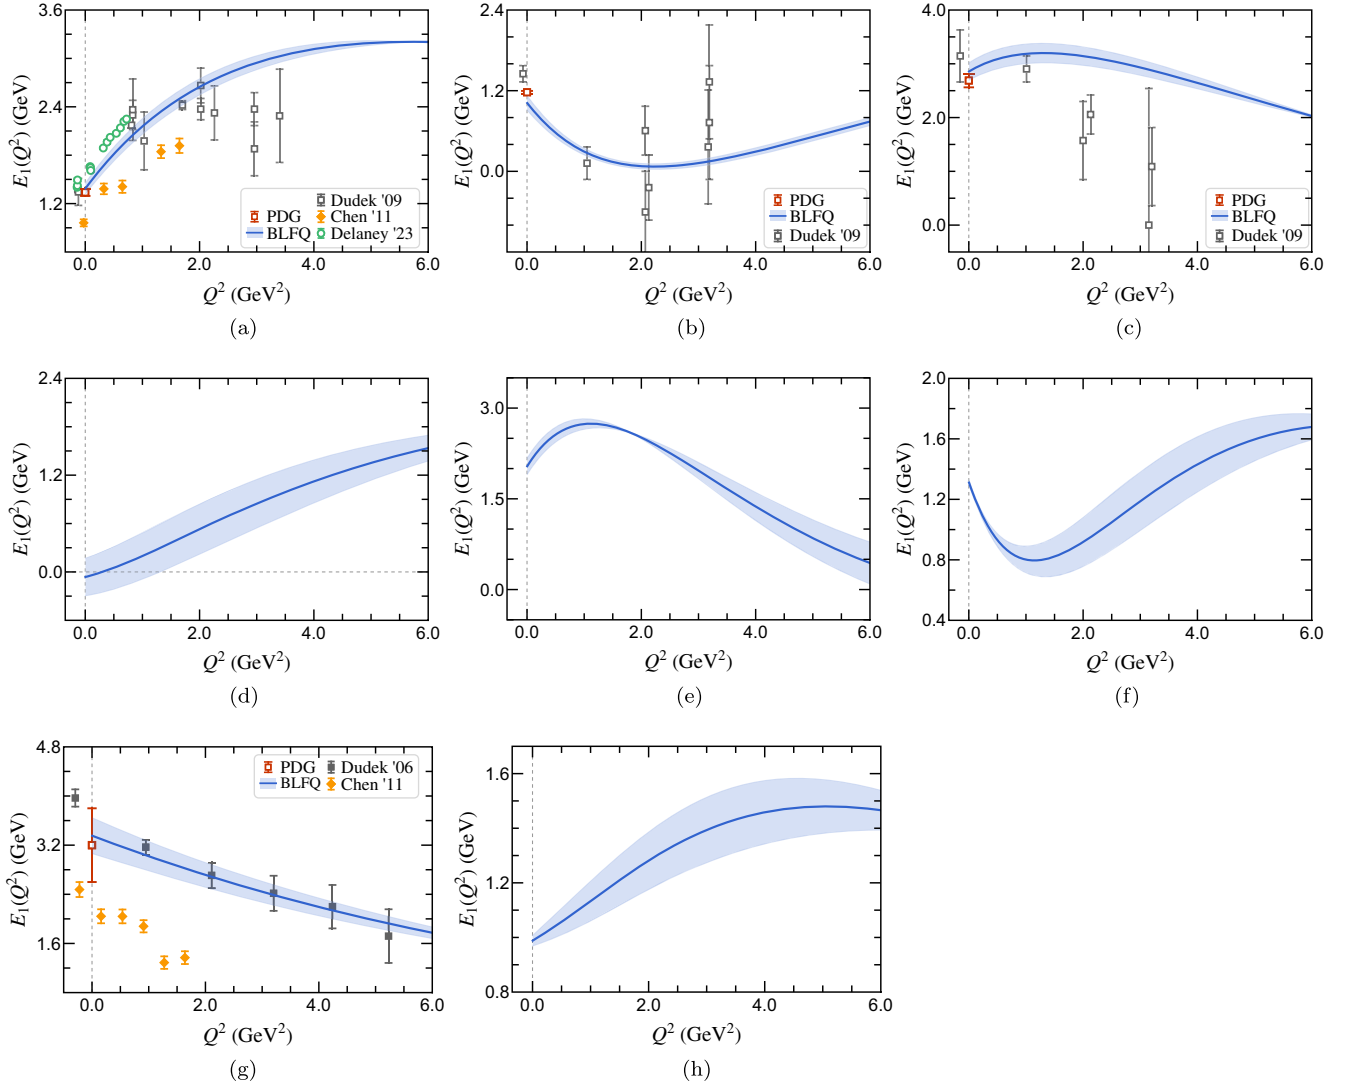 3.6
2.4
1.2
E₁(Q²) (GeV)
PDG
BLFQ
Dudek '09
Chen '11
Delaney '23
0.0 2.0 4.0 6.0
Q² (GeV²)
(a)
2.4
1.2
0.0
E₁(Q²) (GeV)
PDG
BLFQ
Dudek '09
0.0 2.0 4.0 6.0
Q² (GeV²)
(b)
4.0
2.0
0.0
E₁(Q²) (GeV)
PDG
BLFQ
Dudek '09
0.0 2.0 4.0 6.0
Q² (GeV²)
(c)
2.4
1.2
0.0
E₁(Q²) (GeV)
0.0 2.0 4.0 6.0
Q² (GeV²)
(d)
3.0
1.5
0.0
E₁(Q²) (GeV)
0.0 2.0 4.0 6.0
Q² (GeV²)
(e)
2.0
1.6
1.2
0.8
0.4
E₁(Q²) (GeV)
0.0 2.0 4.0 6.0
Q² (GeV²)
(f)
4.8
3.2
1.6
E₁(Q²) (GeV)
PDG
BLFQ
Dudek '06
Chen '11
0.0 2.0 4.0 6.0
Q² (GeV²)
(g)
1.6
1.2
0.8
E₁(Q²) (GeV)
0.0 2.0 4.0 6.0
Q² (GeV²)
(h)